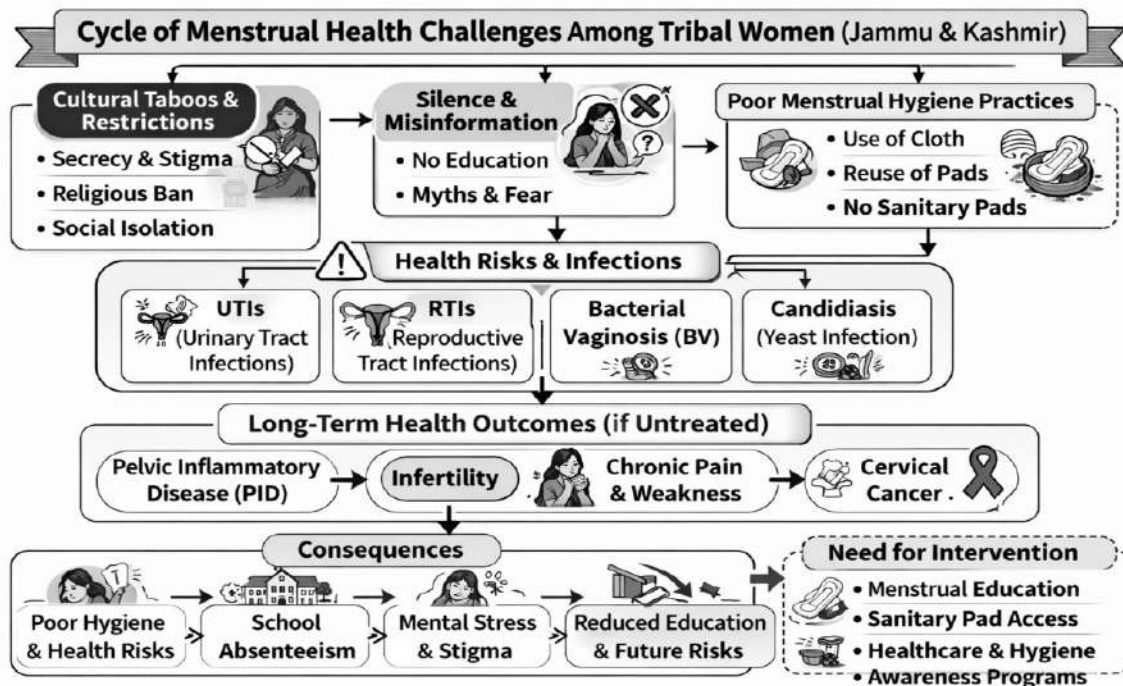 Cycle of Menstrual Health Challenges Among Tribal Women (Jammu & Kashmir)
Cultural Taboos &
Restrictions
• Secrecy & Stigma
• Religious Ban
• Social Isolation
Silence &
Misinformation
• No Education
• Myths & Fear
?
Poor Menstrual Hygiene Practices
• Use of Cloth
• Reuse of Pads
• No Sanitary Pads
!
Health Risks & Infections
UTIs
(Urinary Tract
Infections)
RTIs
(Reproductive
Tract Infections)
Bacterial
Vaginosis (BV)
Candidiasis
(Yeast Infection)
Long-Term Health Outcomes (if Untreated)
Pelvic Inflammatory
Disease (PID)
Infertility
Chronic Pain
& Weakness
Cervical
Cancer .
Consequences
Poor Hygiene
& Health Risks
School
Absenteeism
Mental Stress
& Stigma
Reduced Education
& Future Risks
Need for Intervention
• Menstrual Education
• Sanitary Pad Access
• Healthcare & Hygiene
• Awareness Programs